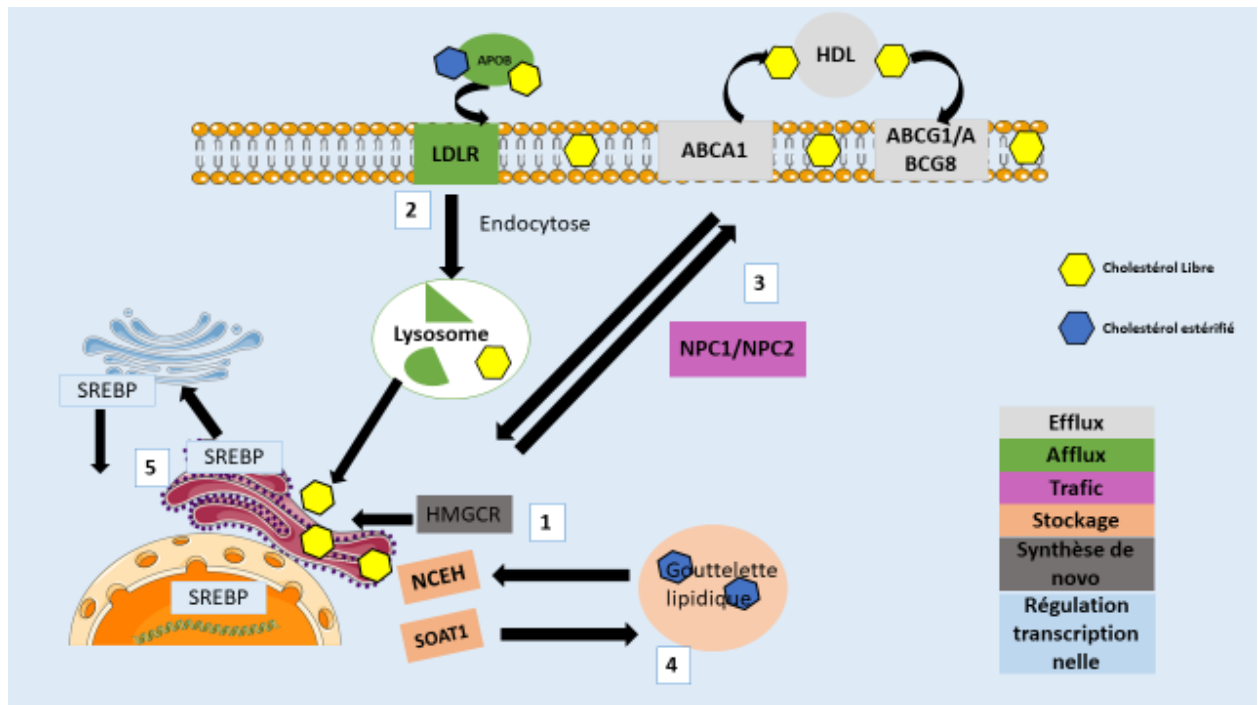 APOB
HDL
LDLR
ABCA1
ABCG1/A
BCG8
2
Endocytose
3
Cholestérol Libre
Cholestérol estérifié
Lysosome
NPC1/NPC2
SREBP
5
SREBP
HMGCR
1
NCEH
Gouttelette
lipidique
SREBP
SOAT1
4
Efflux
Afflux
Trafic
Stockage
Synthèse de
novo
Régulation
transcription
nelle